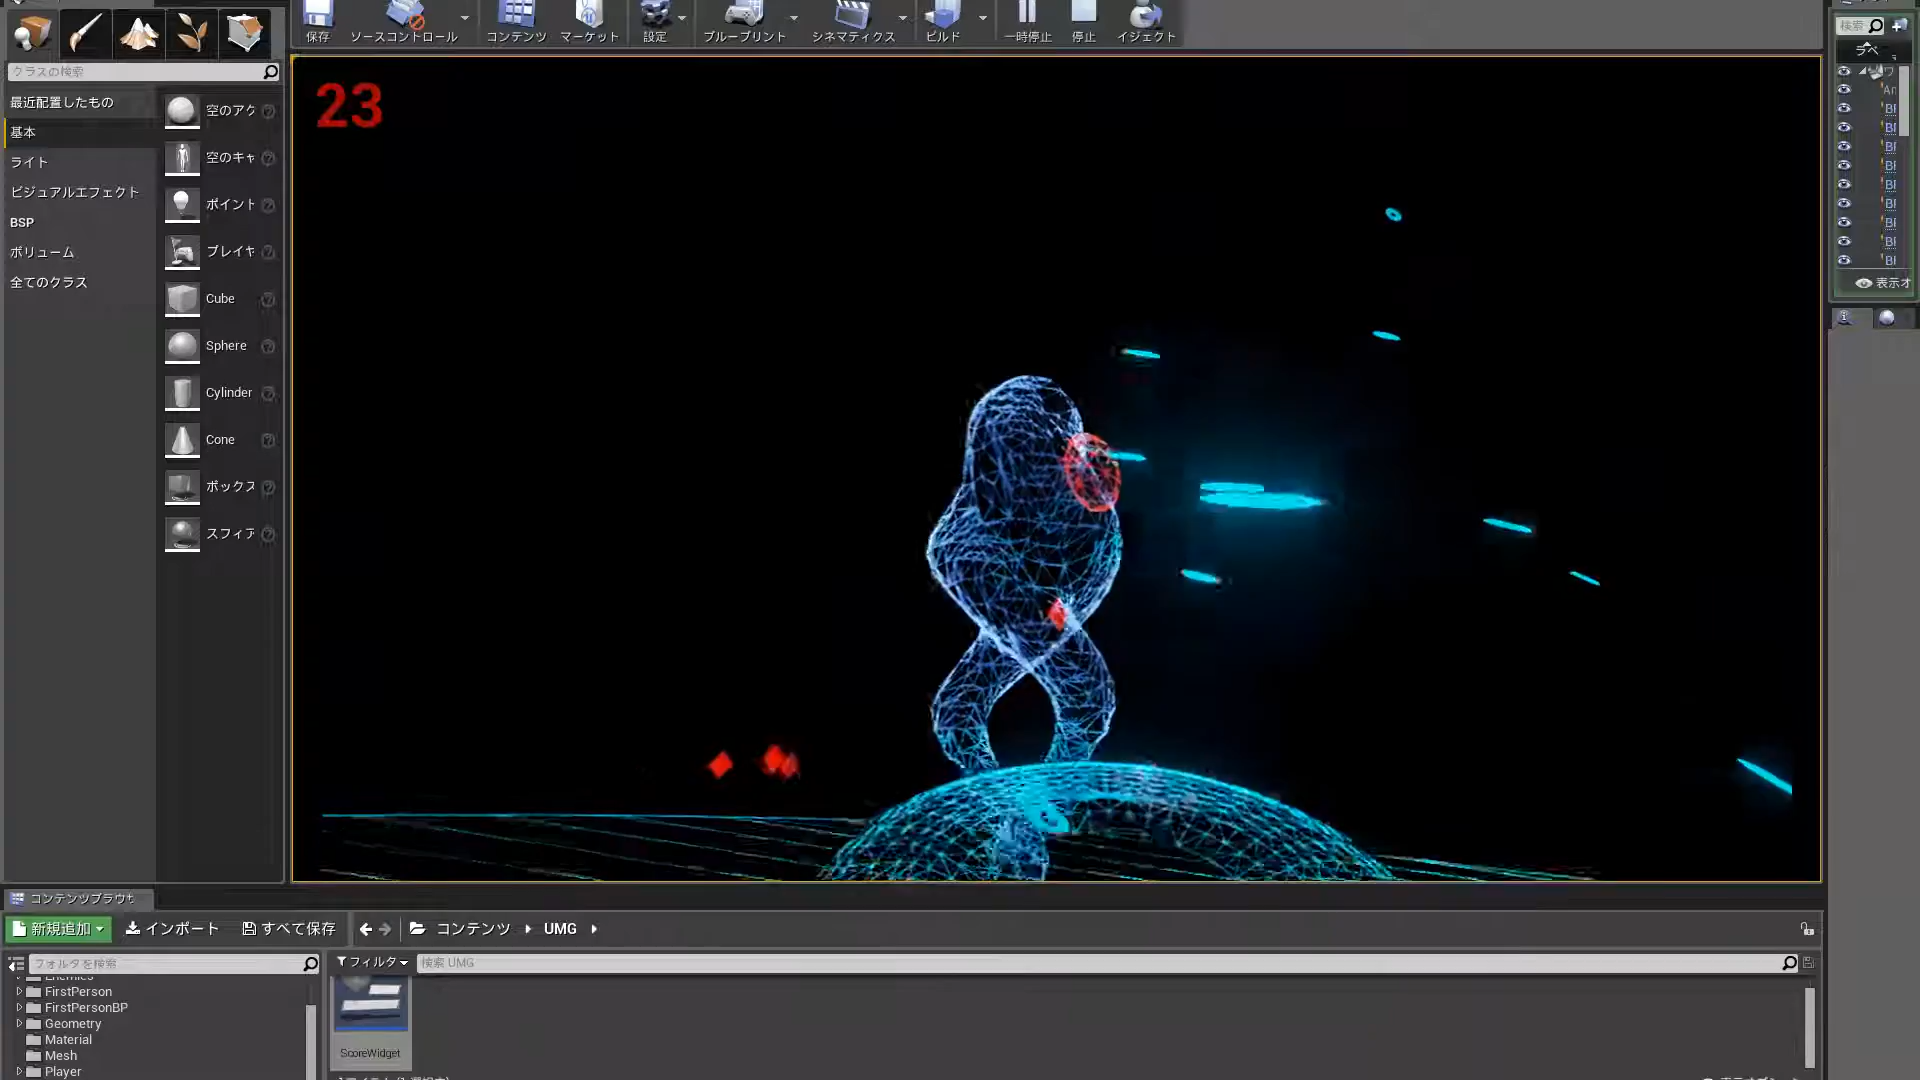 保存
ソースコントロール
コンテンツ
マーケット
設定
ブループリント
シネマティクス
ビルド
一時停止
停止
イジェクト
クラスの検索
最近配置したもの
基本
ライト
ビジュアルエフェクト
BSP
ボリューム
全てのクラス
空のアク
空のキャ
ポイント
プレイヤ
Cube
Sphere
Cylinder
Cone
ボックス
スフィア
23
検索
ラベ
表示オ
コンテンツブラウザ
新規追加
インポート
すべて保存
コンテンツ
UMG
フォルダを検索
フィルタ
検索 UMG
Enemies
FirstPerson
FirstPersonBP
Geometry
Material
Mesh
Player
ScoreWidget